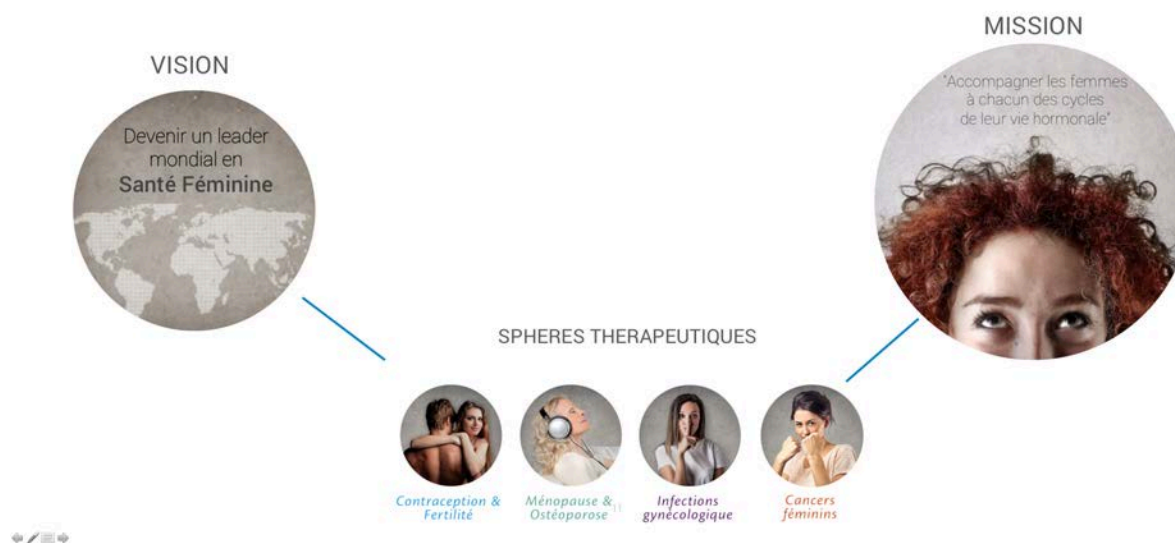 VISION
Devenir un leader
mondial en
Santé Féminine
MISSION
"Accompagner les femmes
à chacun des cycles
de leur vie hormonale"
SPHERES THERAPEUTIQUES
Contraception &
Fertilité
Ménopause &
Ostéoporose
11
Infections
gynécologique
Cancers
féminins